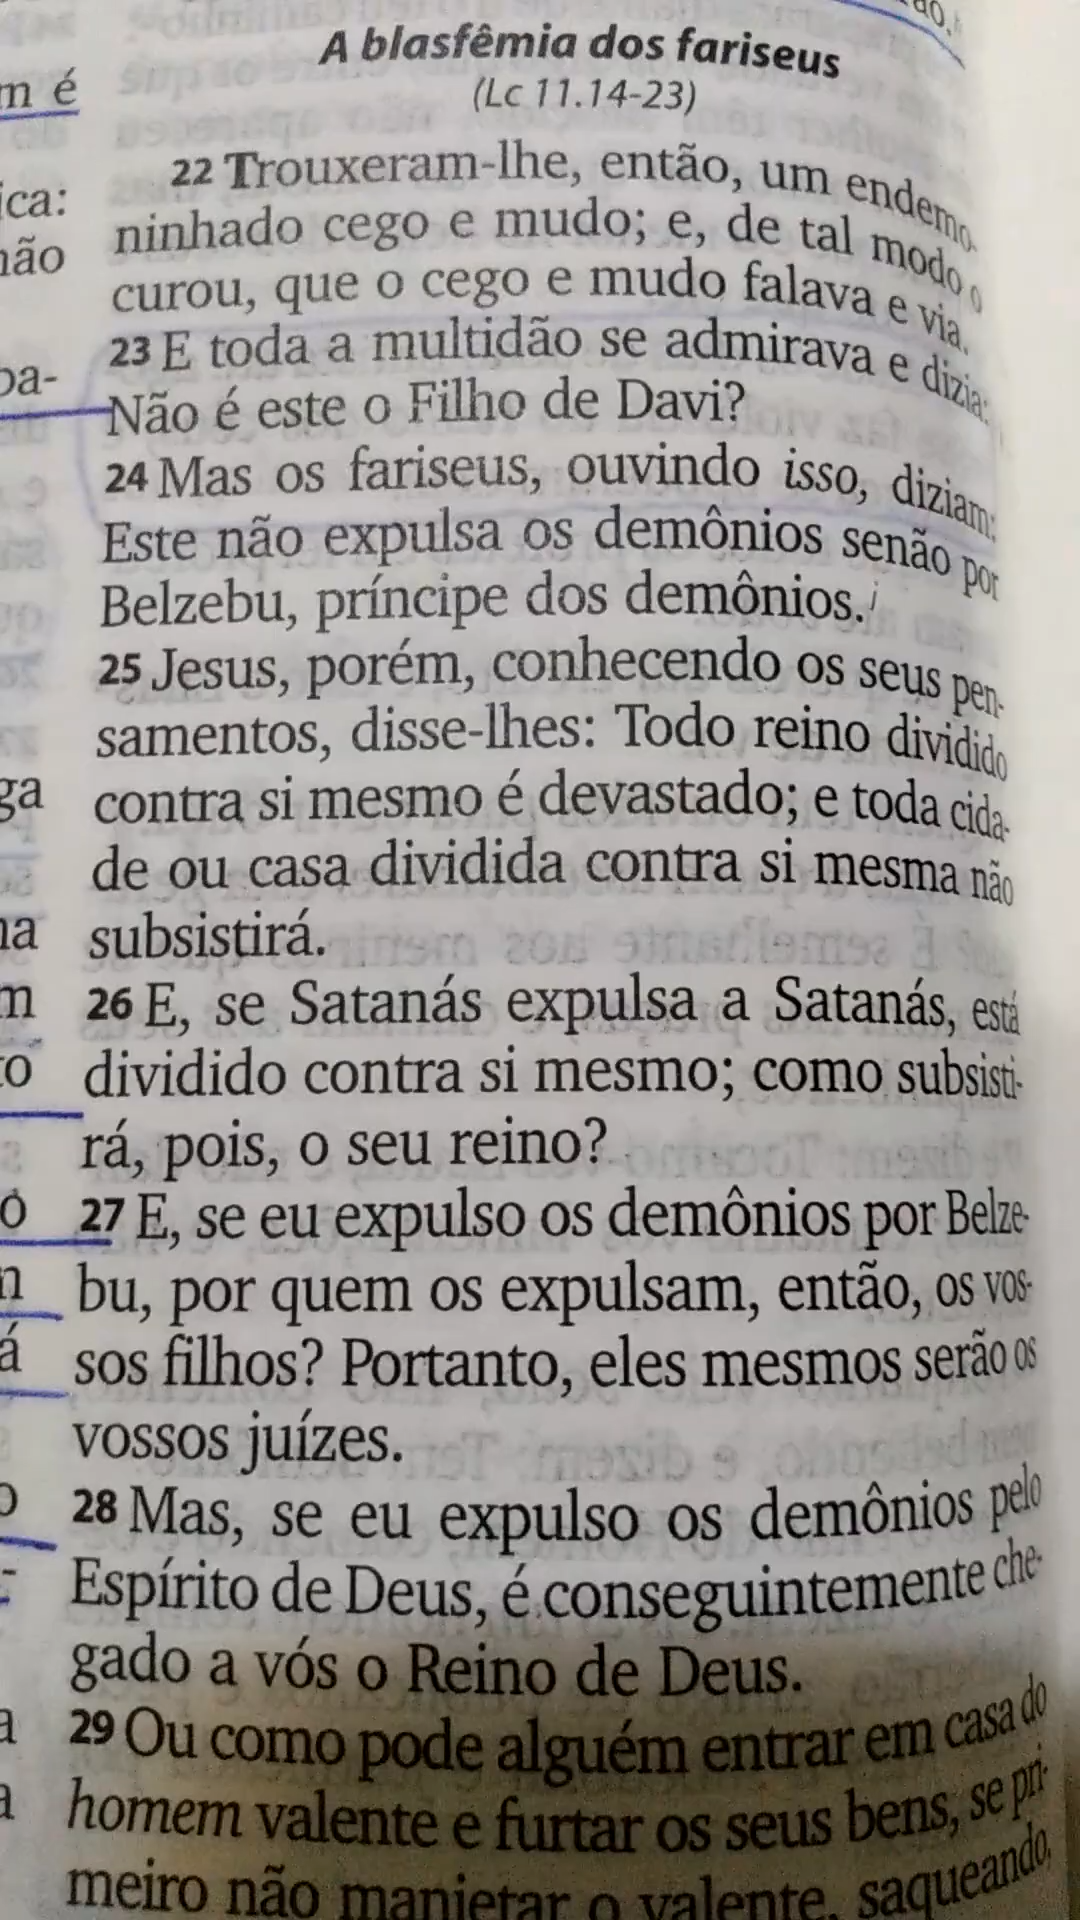 A blasfêmia dos fariseus
(Lc 11.14-23)
22 Trouxeram-lhe, então, um endemo-
ninhado cego e mudo; e, de tal modo o
curou, que o cego e mudo falava e via.
23 E toda a multidão se admirava e dizia:
Não é este o Filho de Davi?
24 Mas os fariseus, ouvindo isso, diziam:
Este não expulsa os demônios senão por
Belzebu, príncipe dos demônios.
25 Jesus, porém, conhecendo os seus pen-
samentos, disse-lhes: Todo reino dividido
contra si mesmo é devastado; e toda cida-
de ou casa dividida contra si mesma não
subsistirá.
26 E, se Satanás expulsa a Satanás, está
dividido contra si mesmo; como subsisti-
rá, pois, o seu reino?
27 E, se eu expulso os demônios por Belze-
bu, por quem os expulsam, então, os vos-
sos filhos? Portanto, eles mesmos serão os
vossos juízes.
28 Mas, se eu expulso os demônios pelo
Espírito de Deus, é conseguintemente che-
gado a vós o Reino de Deus.
29 Ou como pode alguém entrar em casa do
homem valente e furtar os seus bens, se pri-
meiro não manietar o valente, saqueando,